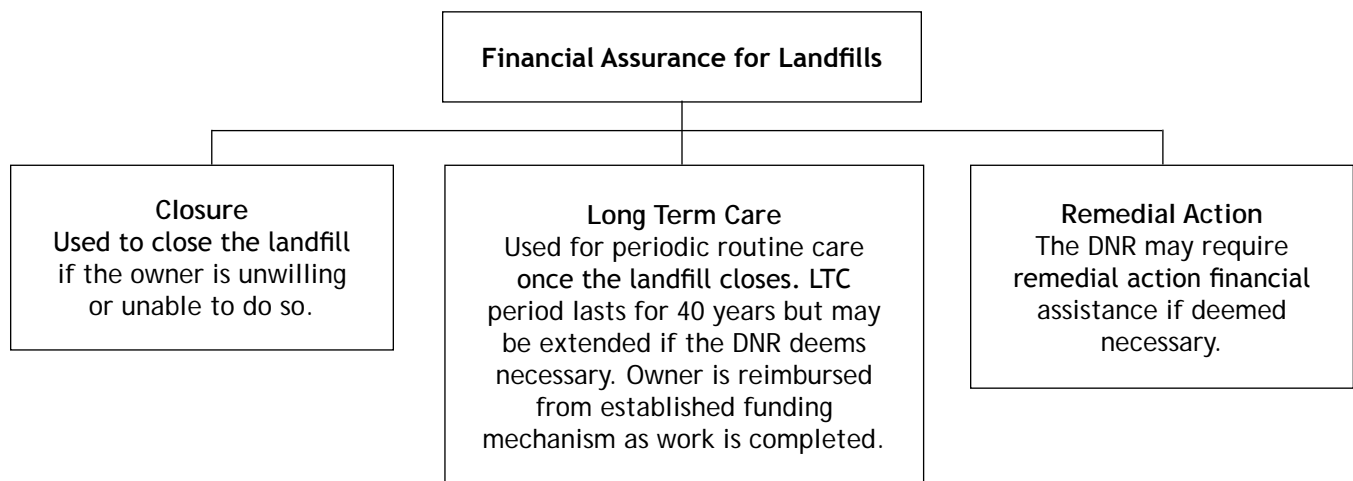 Financial Assurance for Landfills
Closure
Used to close the landfill
if the owner is unwilling
or unable to do so.
Long Term Care
Used for periodic routine care
once the landfill closes. LTC
period lasts for 40 years but may
be extended if the DNR deems
necessary. Owner is reimbursed
from established funding
mechanism as work is completed.
Remedial Action
The DNR may require
remedial action financial
assistance if deemed
necessary.